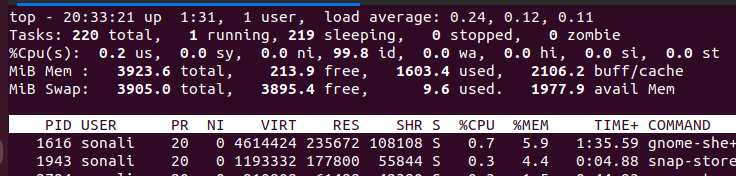 top - 20:33:21 up  1:31,  1 user,  load average: 0.24, 0.12, 0.11
Tasks: 220 total,   1 running, 219 sleeping,   0 stopped,   0 zombie
%Cpu(s):  0.2 us,  0.0 sy,  0.0 ni, 99.8 id,  0.0 wa,  0.0 hi,  0.0 si,  0.0 st
MiB Mem :   3923.6 total,    213.9 free,   1603.4 used,   2106.2 buff/cache
MiB Swap:   3905.0 total,   3895.4 free,      9.6 used.   1977.9 avail Mem
PID USER      PR  NI    VIRT    RES    SHR S  %CPU  %MEM     TIME+ COMMAND
1616 sonali    20   0 4614424 235672 108108 S   0.7   5.9   1:35.59 gnome-she+
1943 sonali    20   0 1193332 177800  55844 S   0.3   4.4   0:04.88 snap-store